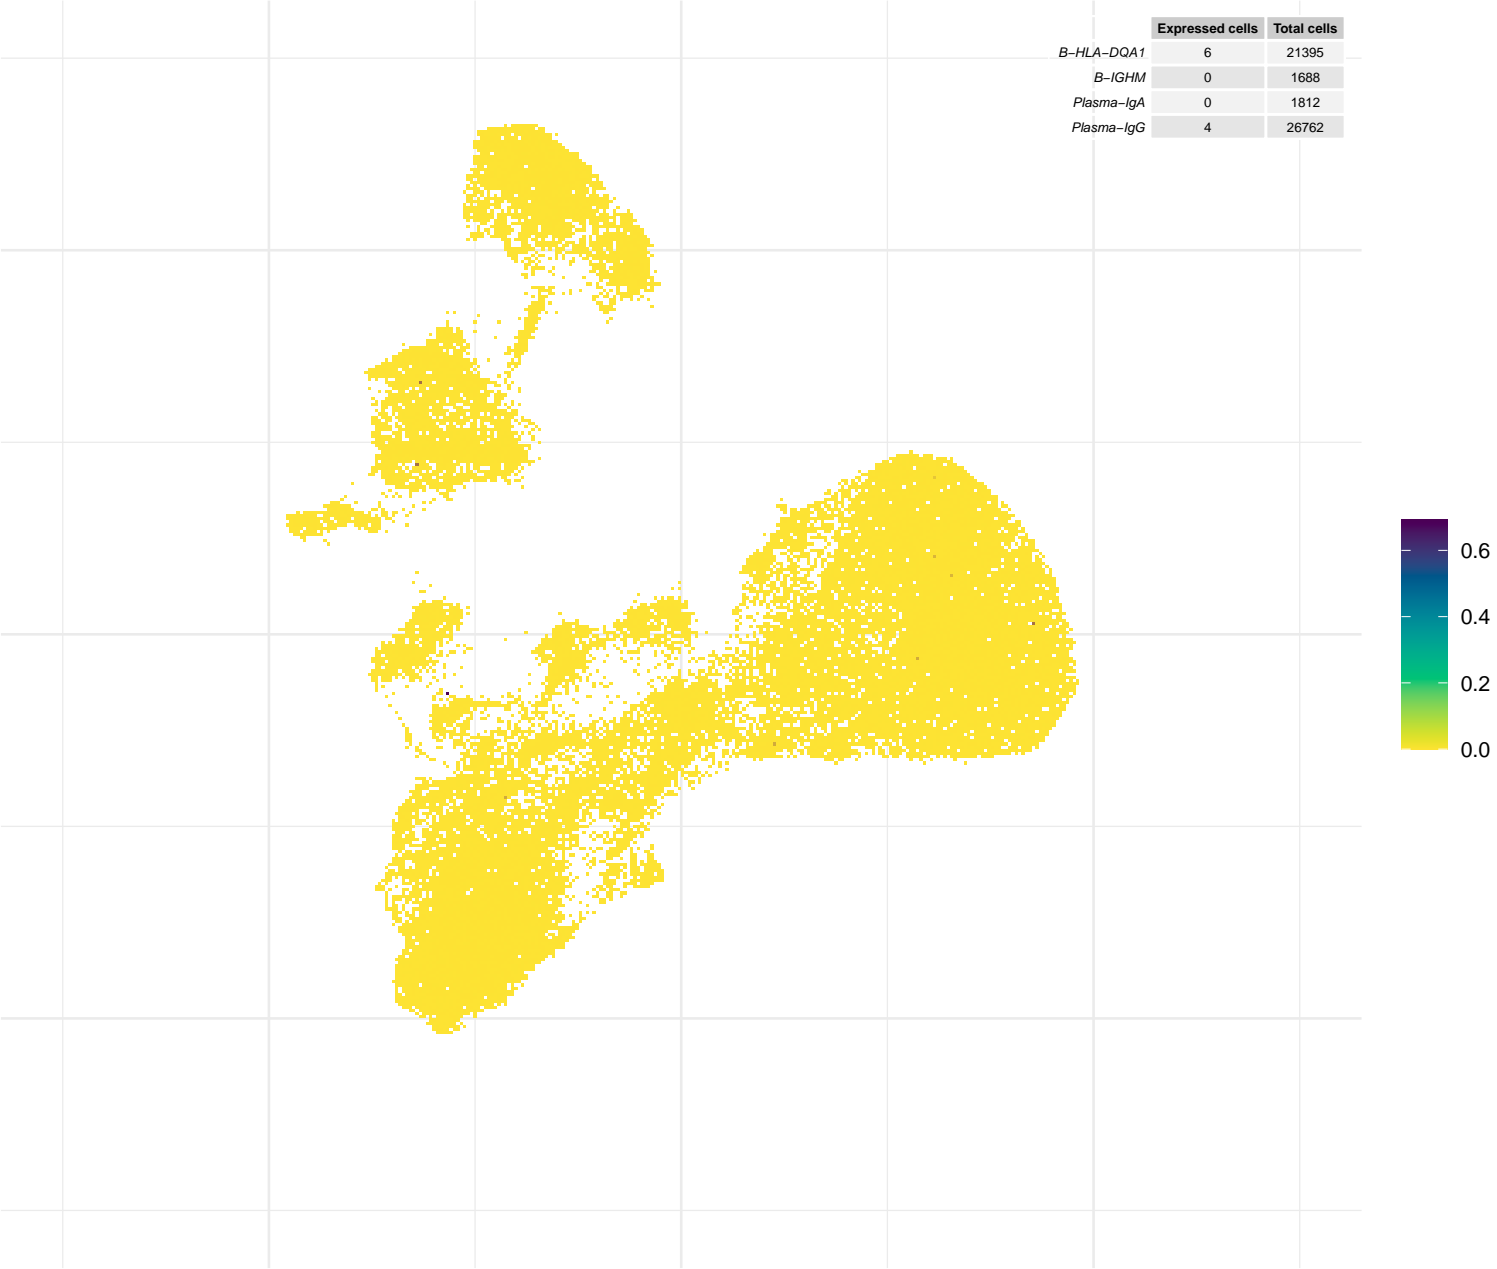 Expressed cells Total cells
B−HLA−DQA1 6 21395
B−IGHM 0 1688
Plasma−IgA 0 1812
Plasma−IgG 4 26762
0.6
0.4
0.2
0.0